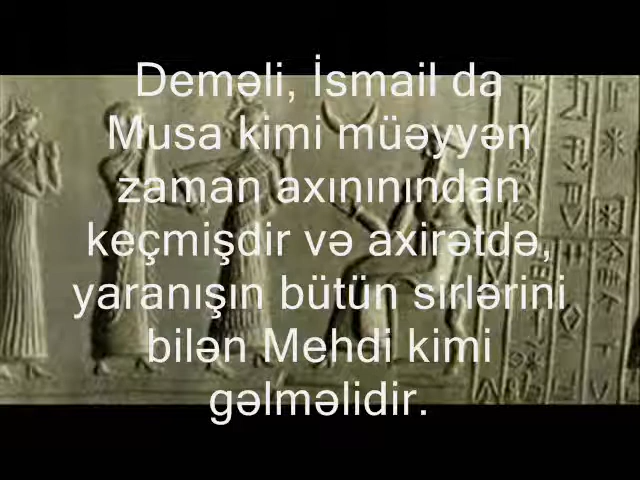 Deməli, İsmail da
Musa kimi müəyyən
zaman axınınından
keçmişdir və axirətdə,
yaranışın bütün sirlərini
bilən Mehdi kimi
gəlməlidir.